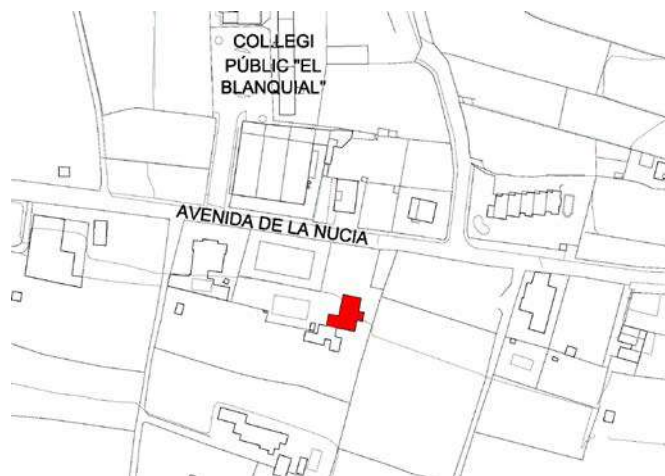 COL.LEGI
PÚBLIC "EL
BLANQUIAL"
AVENIDA DE LA NUCIA